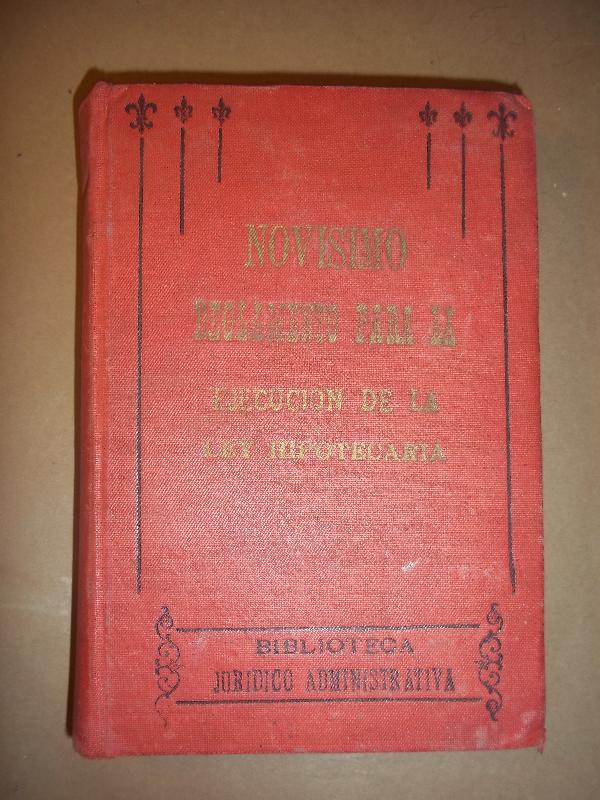 NOVISIMO
REGLAMENTO PARA LA
EJECUCION DE LA
LEY HIPOTECARIA
BIBLIOTECA
JURIDICO ADMINISTRATIVA